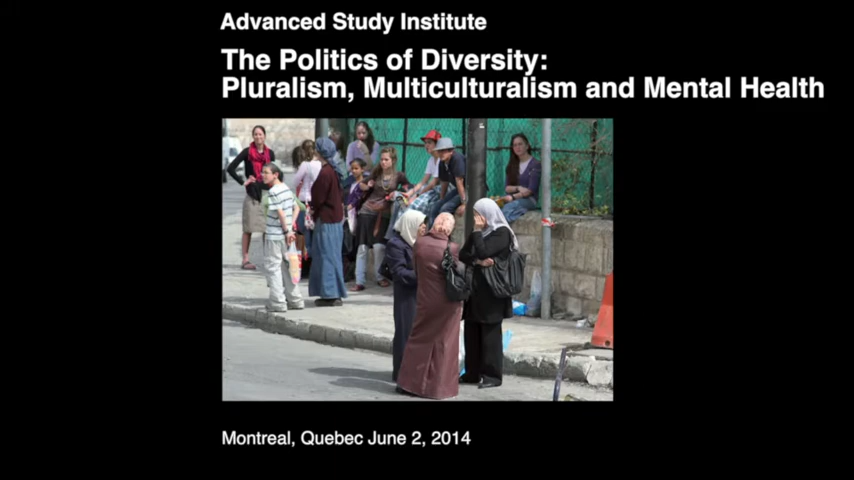 Advanced Study Institute
The Politics of Diversity:
Pluralism, Multiculturalism and Mental Health
Montreal, Quebec June 2, 2014